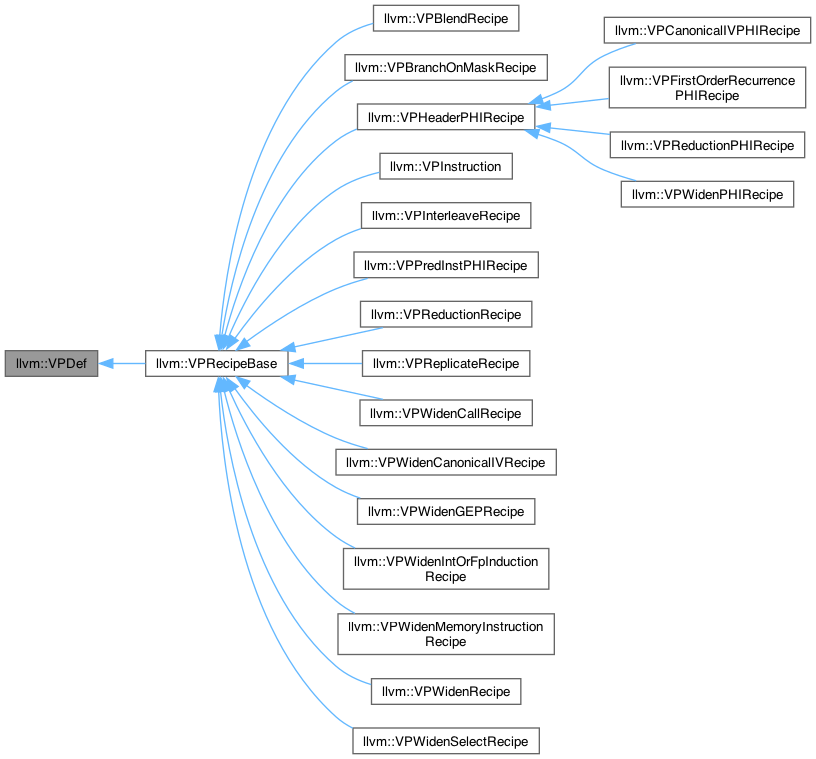 llvm::VPBlendRecipe
llvm::VPCanonicalIVPHIRecipe
llvm::VPBranchOnMaskRecipe
llvm::VPFirstOrderRecurrence
PHIRecipe
llvm::VPHeaderPHIRecipe
llvm::VPReductionPHIRecipe
llvm::VPInstruction
llvm::VPWidenPHIRecipe
llvm::VPInterleaveRecipe
llvm::VPPredInstPHIRecipe
llvm::VPReductionRecipe
llvm::VPDef
llvm::VPRecipeBase
llvm::VPReplicateRecipe
llvm::VPWidenCallRecipe
llvm::VPWidenCanonicalIVRecipe
llvm::VPWidenGEPRecipe
llvm::VPWidenIntOrFpInduction
Recipe
llvm::VPWidenMemoryInstruction
Recipe
llvm::VPWidenRecipe
llvm::VPWidenSelectRecipe